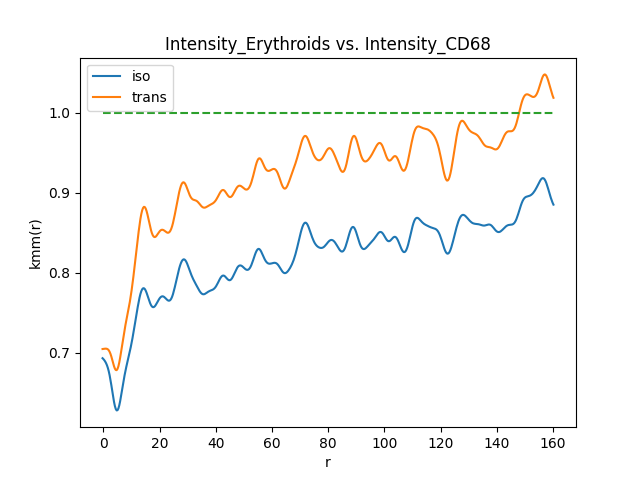 Intensity_Erythroids vs. Intensity_CD68
iso
trans
1.0
0.9
0.8
0.7
kmm(r)
0 20 40 60 80 100 120 140 160
r